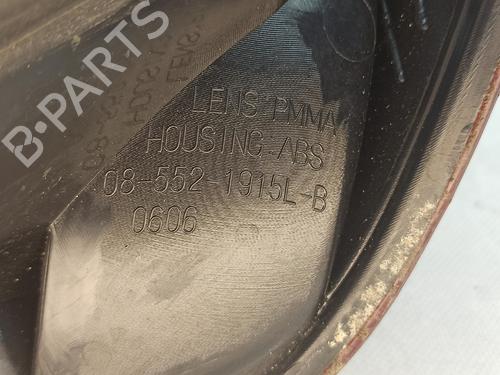 B-PARTS
LENS PMMA
HOUSING ABS
08-552-1915L-B
0606